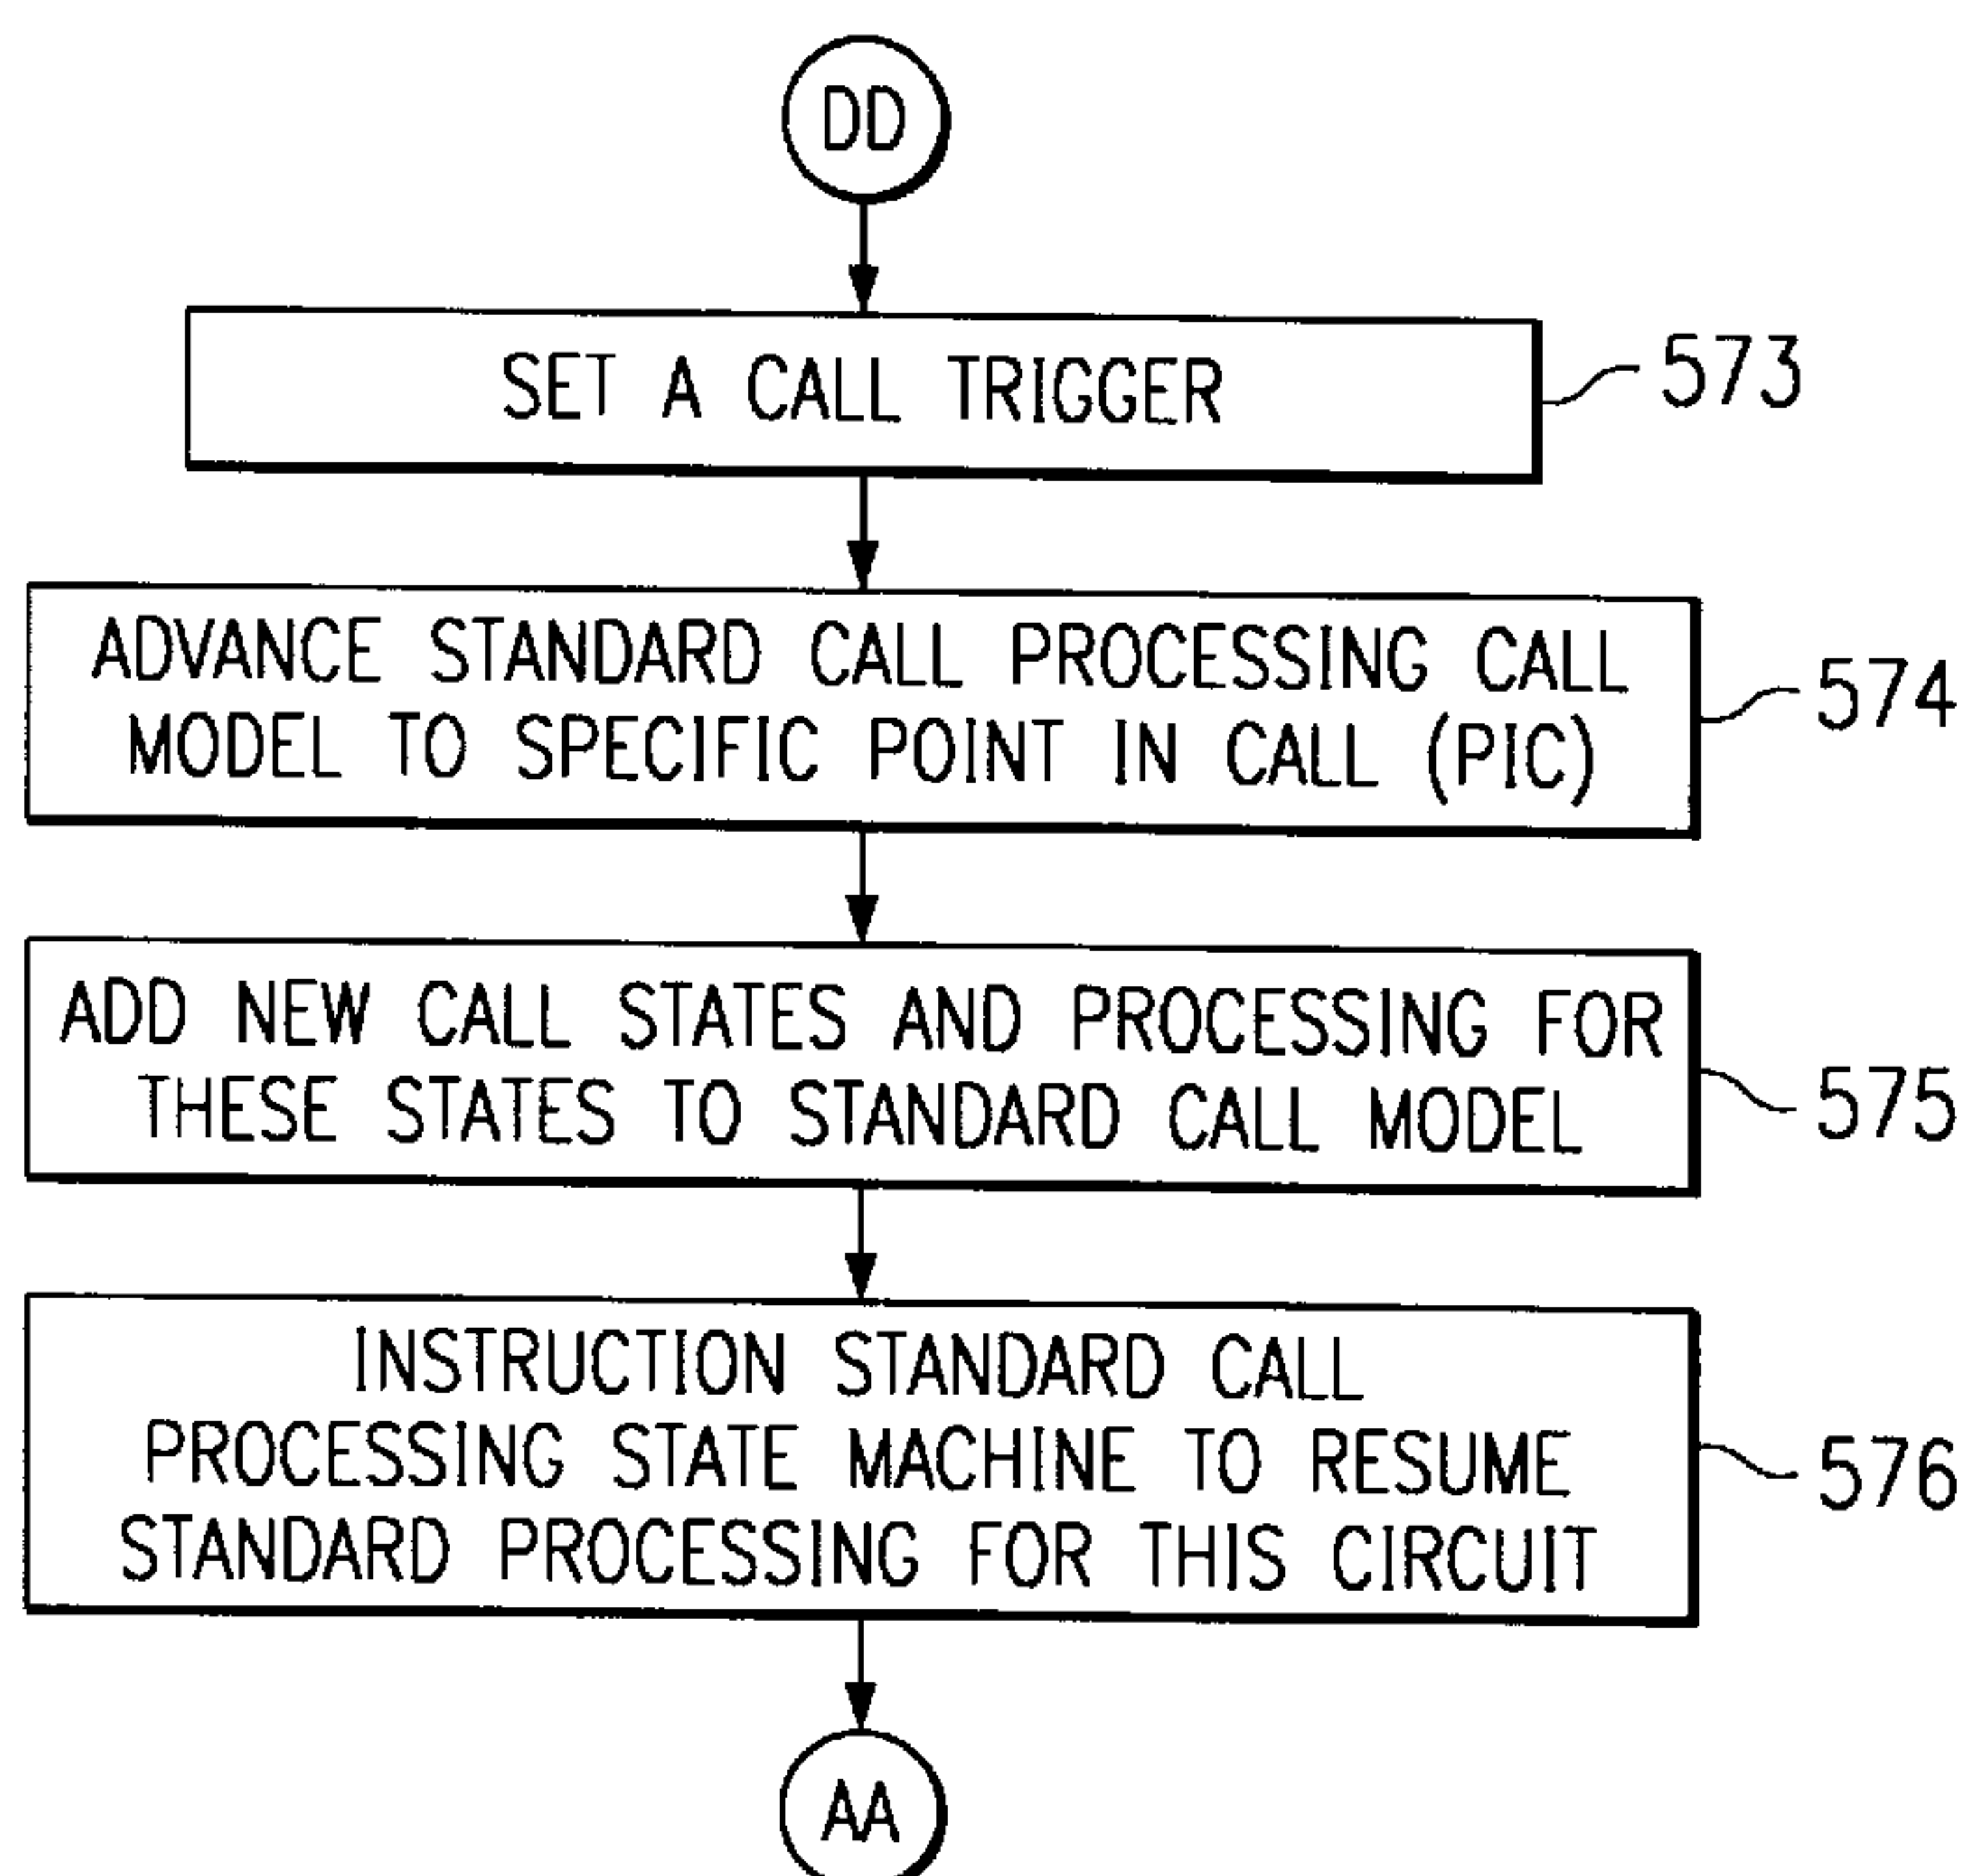 DD
SET A CALL TRIGGER
573
ADVANCE STANDARD CALL PROCESSING CALL
MODEL TO SPECIFIC POINT IN CALL (PIC)
574
ADD NEW CALL STATES AND PROCESSING FOR
THESE STATES TO STANDARD CALL MODEL
575
INSTRUCTION STANDARD CALL
PROCESSING STATE MACHINE TO RESUME
STANDARD PROCESSING FOR THIS CIRCUIT
576
AA